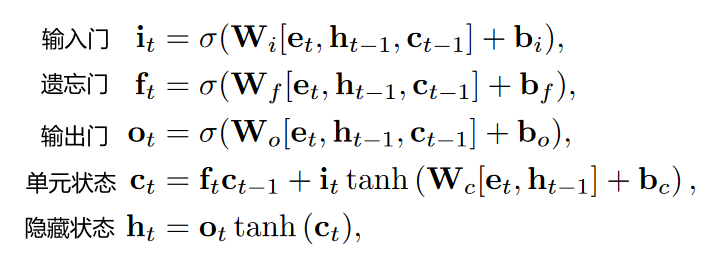 输入门 i_t = σ(W_i[e_t, h_{t−1}, c_{t−1}] + b_i),
遗忘门 f_t = σ(W_f[e_t, h_{t−1}, c_{t−1}] + b_f),
输出门 o_t = σ(W_o[e_t, h_{t−1}, c_{t−1}] + b_o),
单元状态 c_t = f_t c_{t−1} + i_t tanh (W_c[e_t, h_{t−1}] + b_c) ,
隐藏状态 h_t = o_t tanh (c_t),